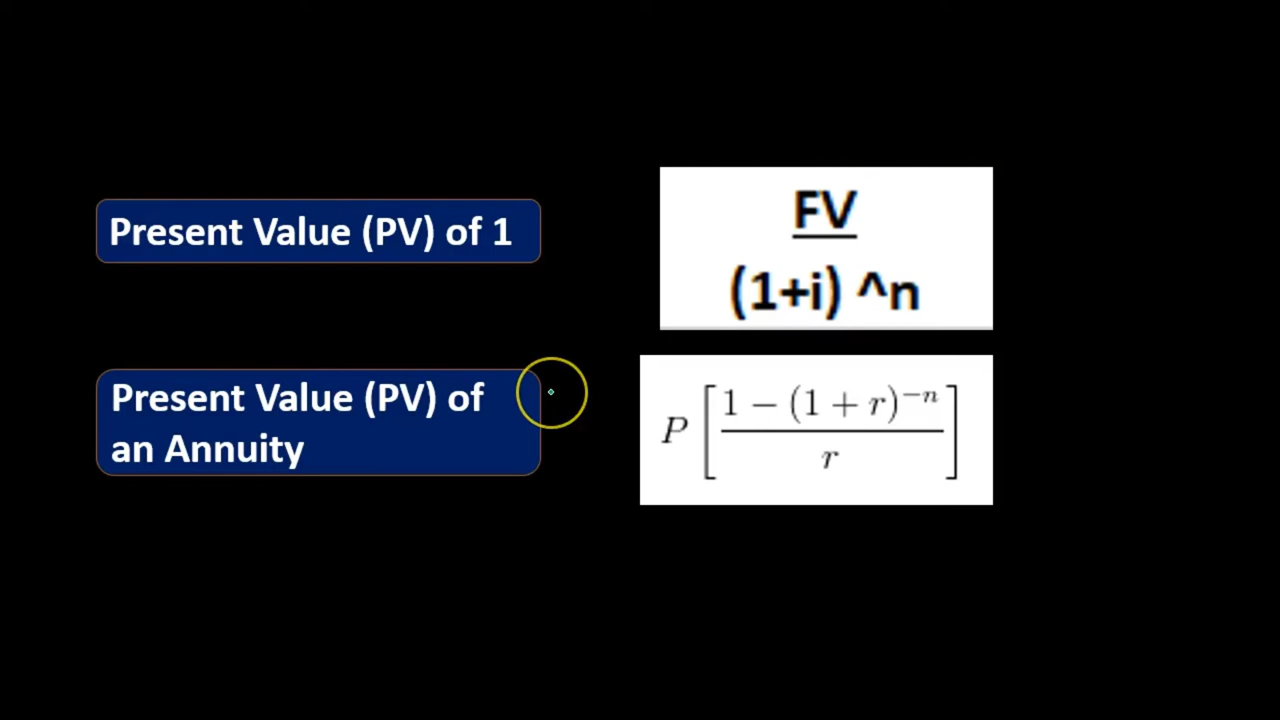 Present Value (PV) of 1
FV
(1+i) ^n
Present Value (PV) of
an Annuity
P [ 1 − (1 + r)^−n / r ]